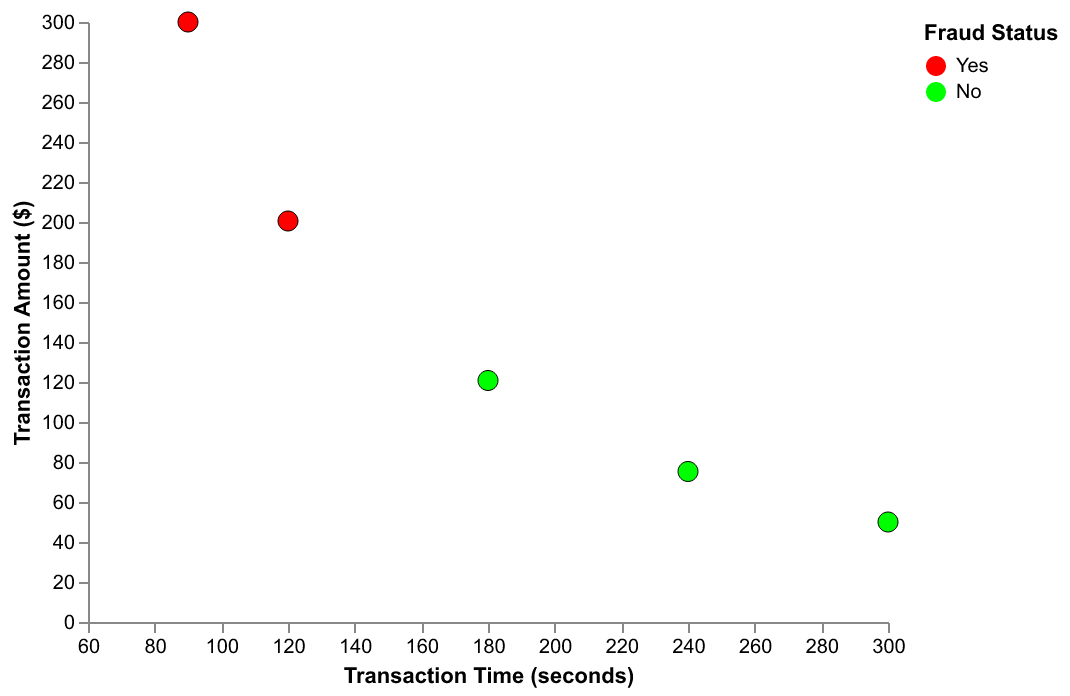 300
280
260
240
220
200
180
160
140
120
100
80
60
40
20
0
Transaction Amount ($)
60 80 100 120 140 160 180 200 220 240 260 280 300
Transaction Time (seconds)
Fraud Status
Yes
No